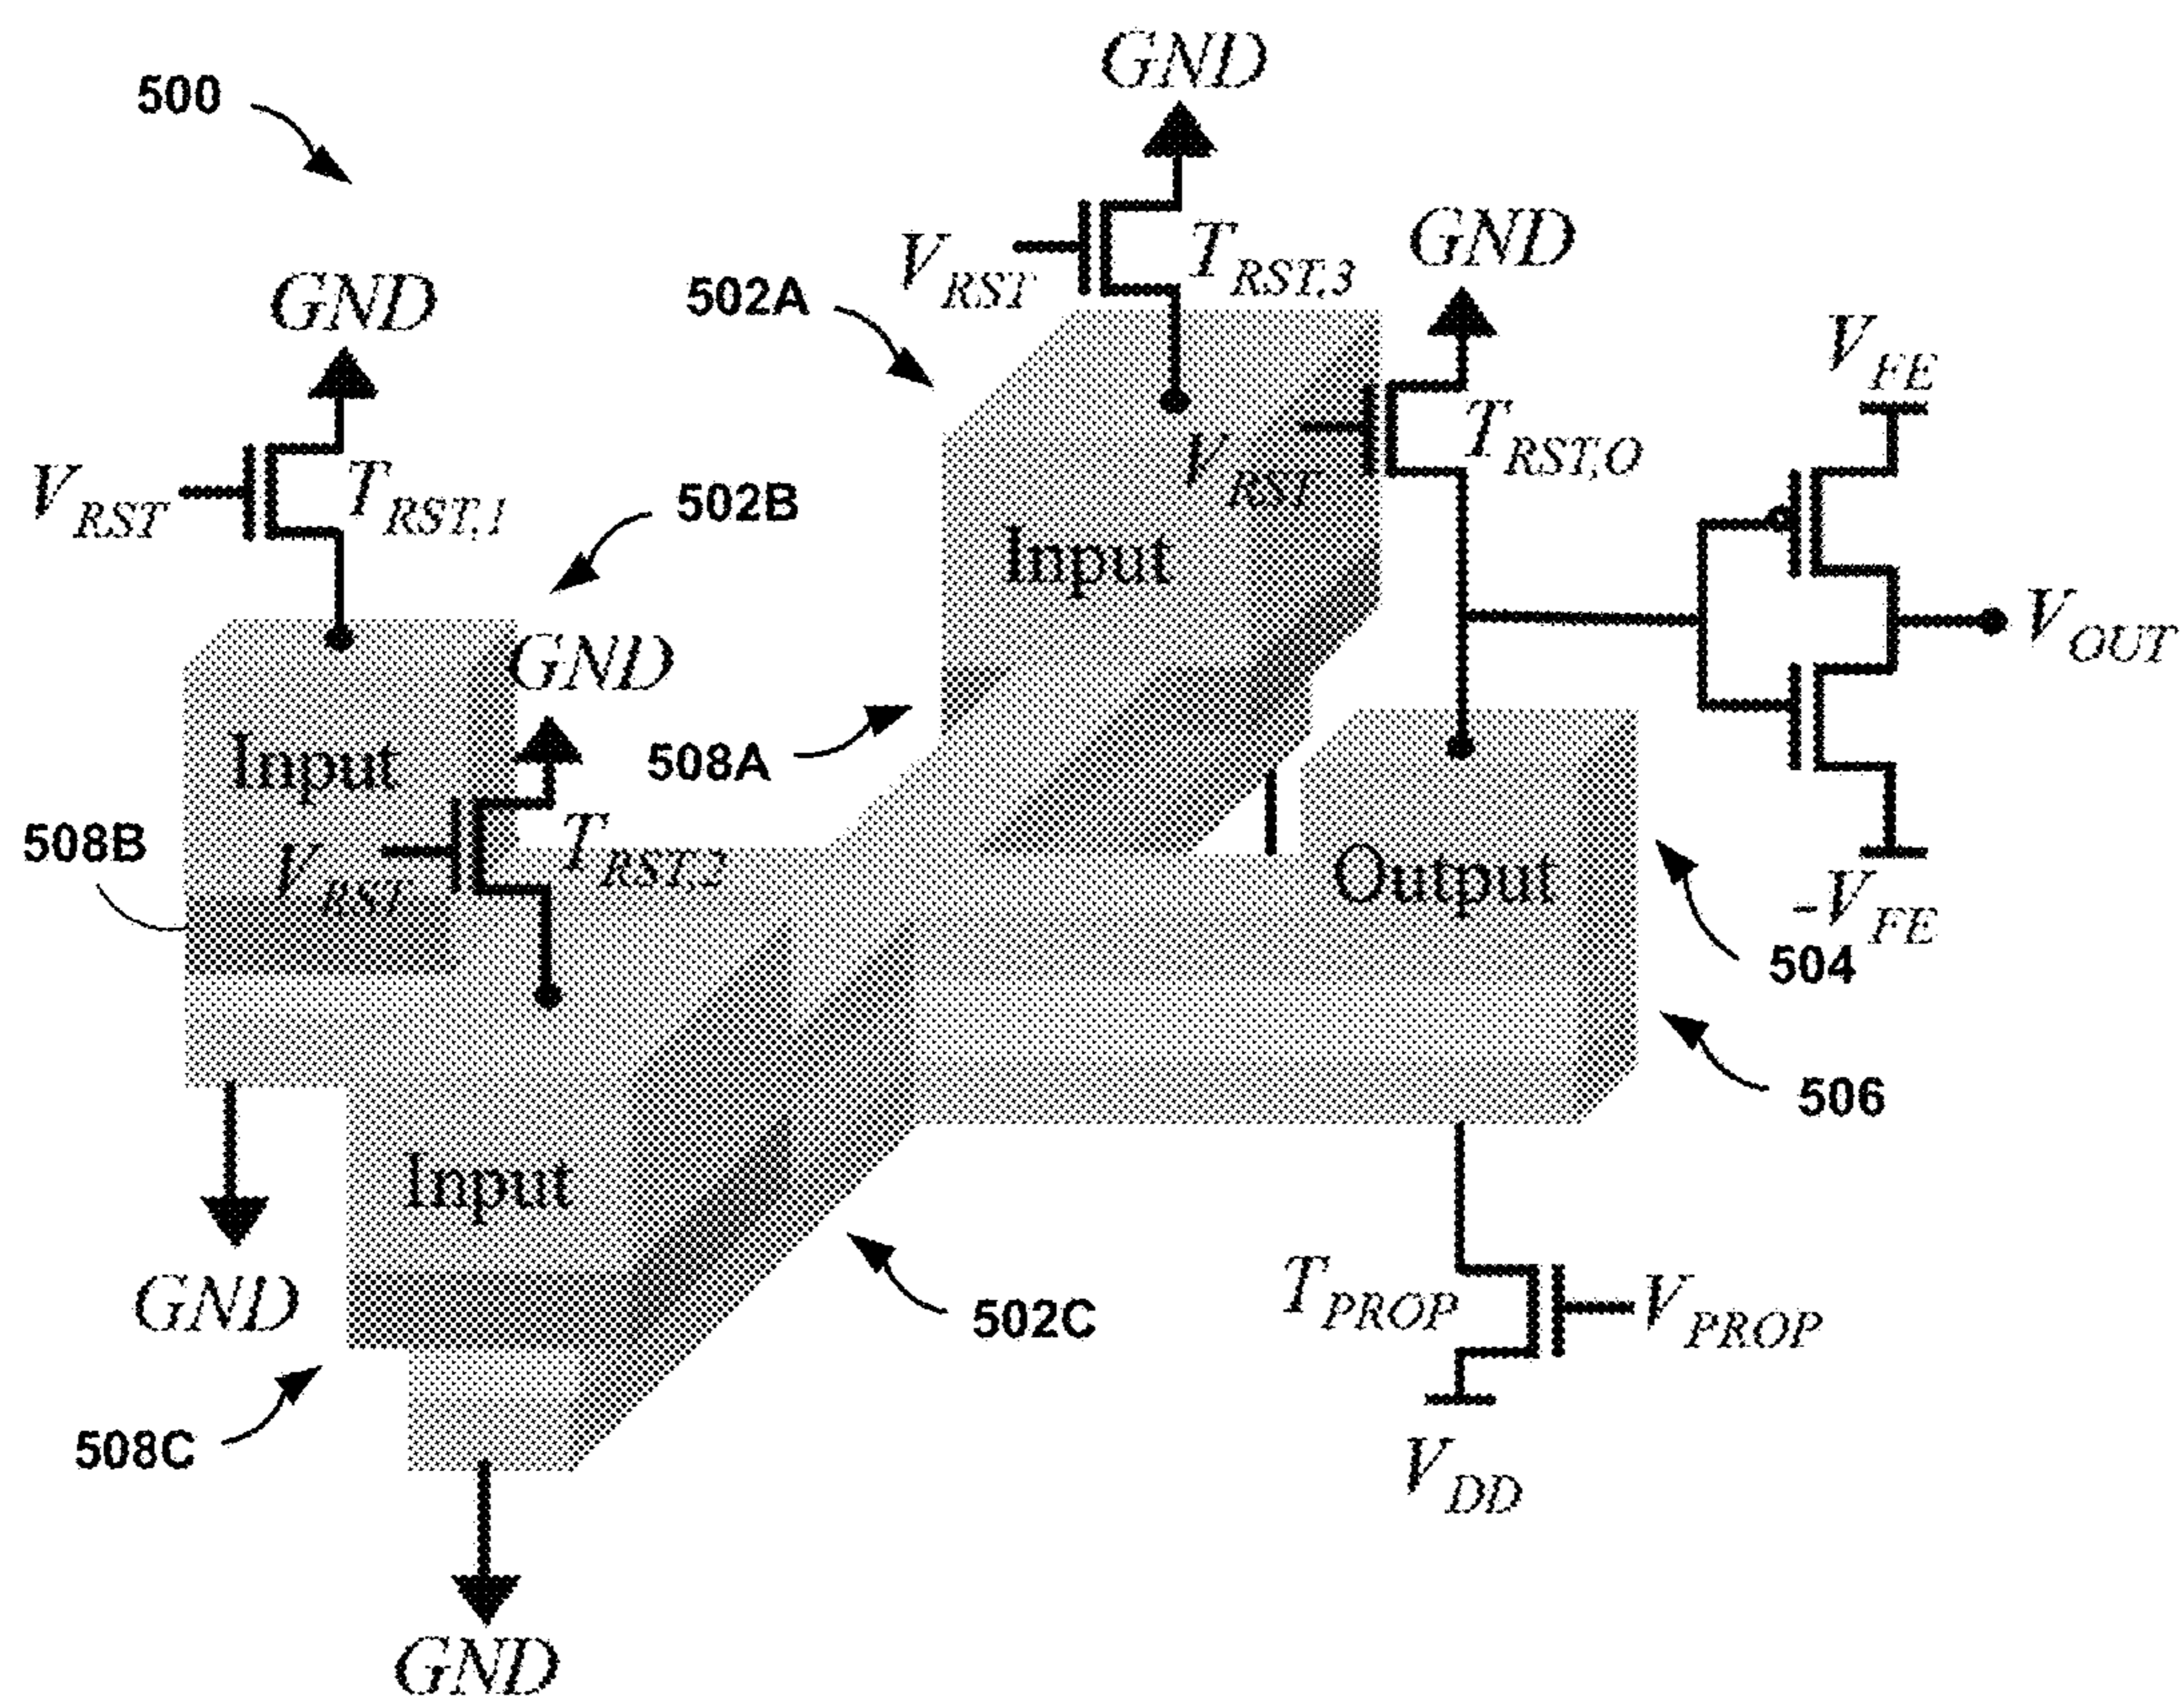 GND
500
GND
V_RST
T_RST,3
GND
502A
V_FE
V_RST
T_RST,1
502B
V_RST
T_RST,O
Input
V_OUT
GND
Input
508A
508B
V_RST
T_RST,2
Output
-V_FE
504
506
Input
GND
502C
T_PROP
V_PROP
508C
V_DD
GND